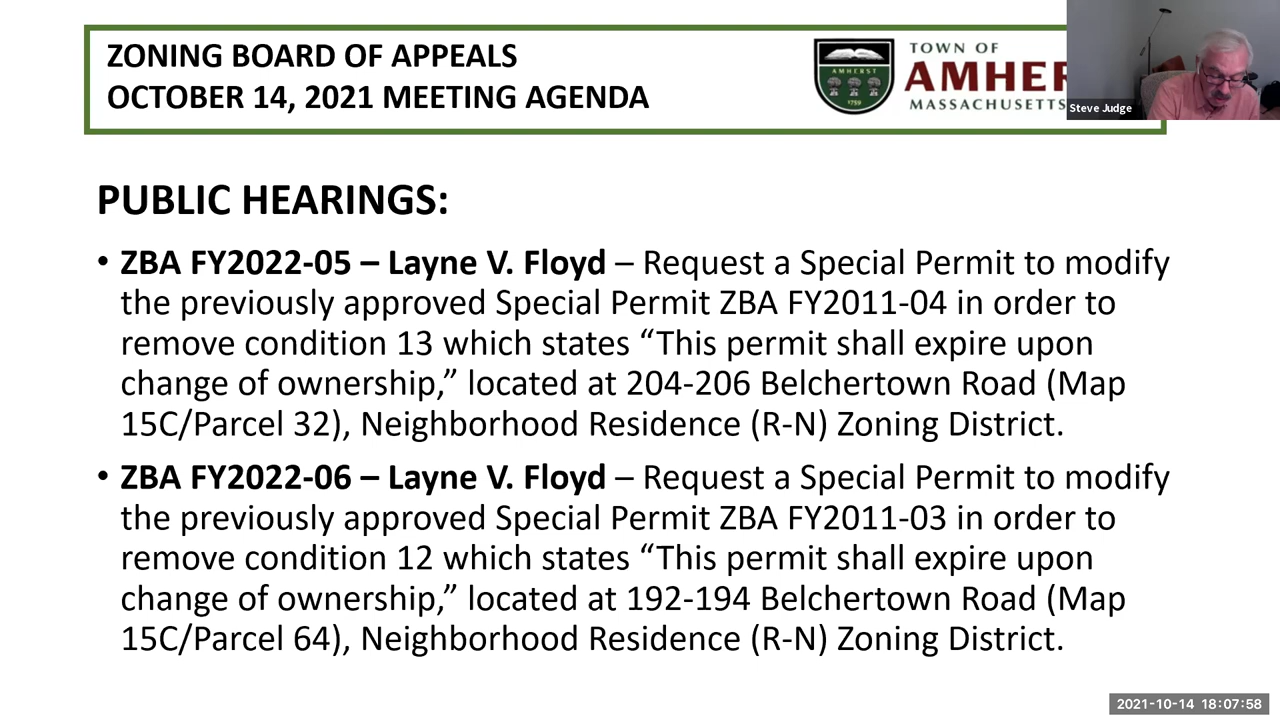 ZONING BOARD OF APPEALS
OCTOBER 14, 2021 MEETING AGENDA
AMHERST
1759
TOWN OF
AMHER
MASSACHUSETTS
Steve Judge
PUBLIC HEARINGS:
• ZBA FY2022-05 – Layne V. Floyd – Request a Special Permit to modify
the previously approved Special Permit ZBA FY2011-04 in order to
remove condition 13 which states “This permit shall expire upon
change of ownership,” located at 204-206 Belchertown Road (Map
15C/Parcel 32), Neighborhood Residence (R-N) Zoning District.
• ZBA FY2022-06 – Layne V. Floyd – Request a Special Permit to modify
the previously approved Special Permit ZBA FY2011-03 in order to
remove condition 12 which states “This permit shall expire upon
change of ownership,” located at 192-194 Belchertown Road (Map
15C/Parcel 64), Neighborhood Residence (R-N) Zoning District.
2021-10-14 18:07:58